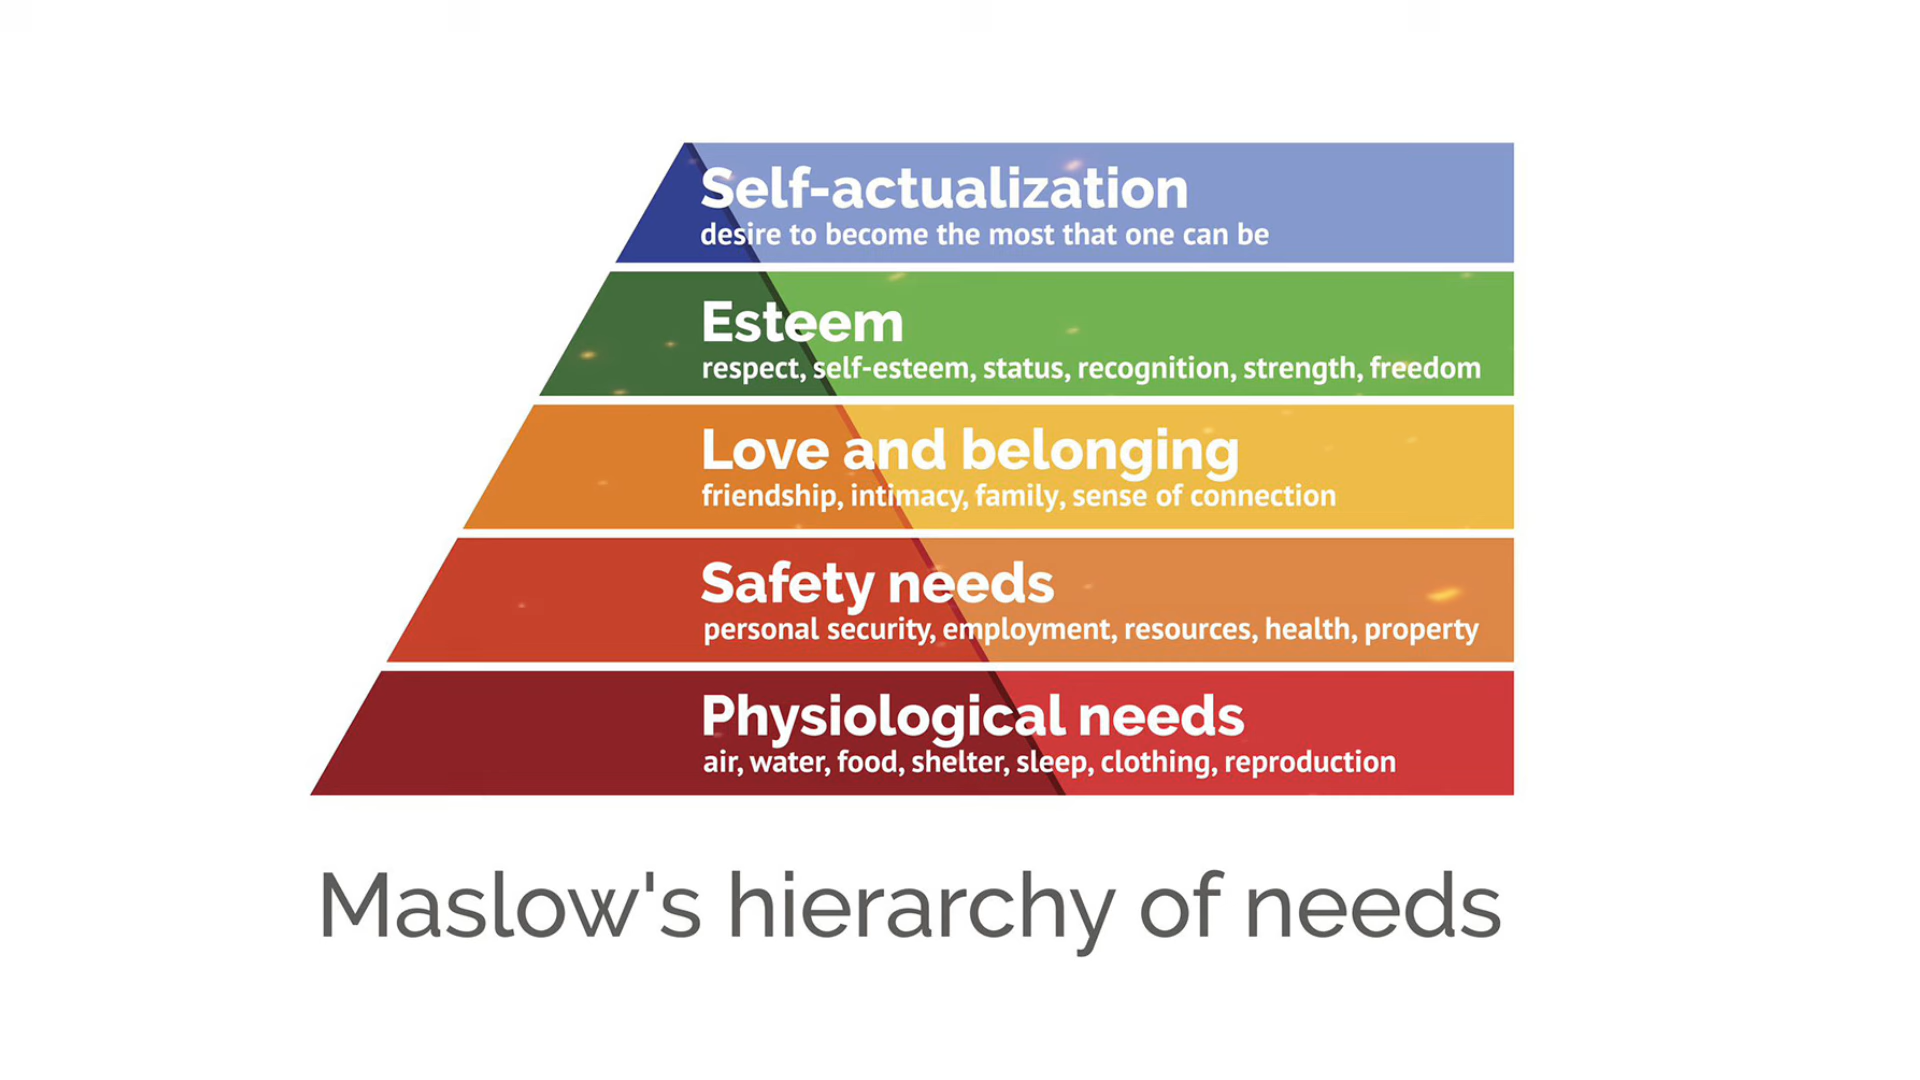 Self-actualization
desire to become the most that one can be
Esteem
respect, self-esteem, status, recognition, strength, freedom
Love and belonging
friendship, intimacy, family, sense of connection
Safety needs
personal security, employment, resources, health, property
Physiological needs
air, water, food, shelter, sleep, clothing, reproduction
Maslow's hierarchy of needs